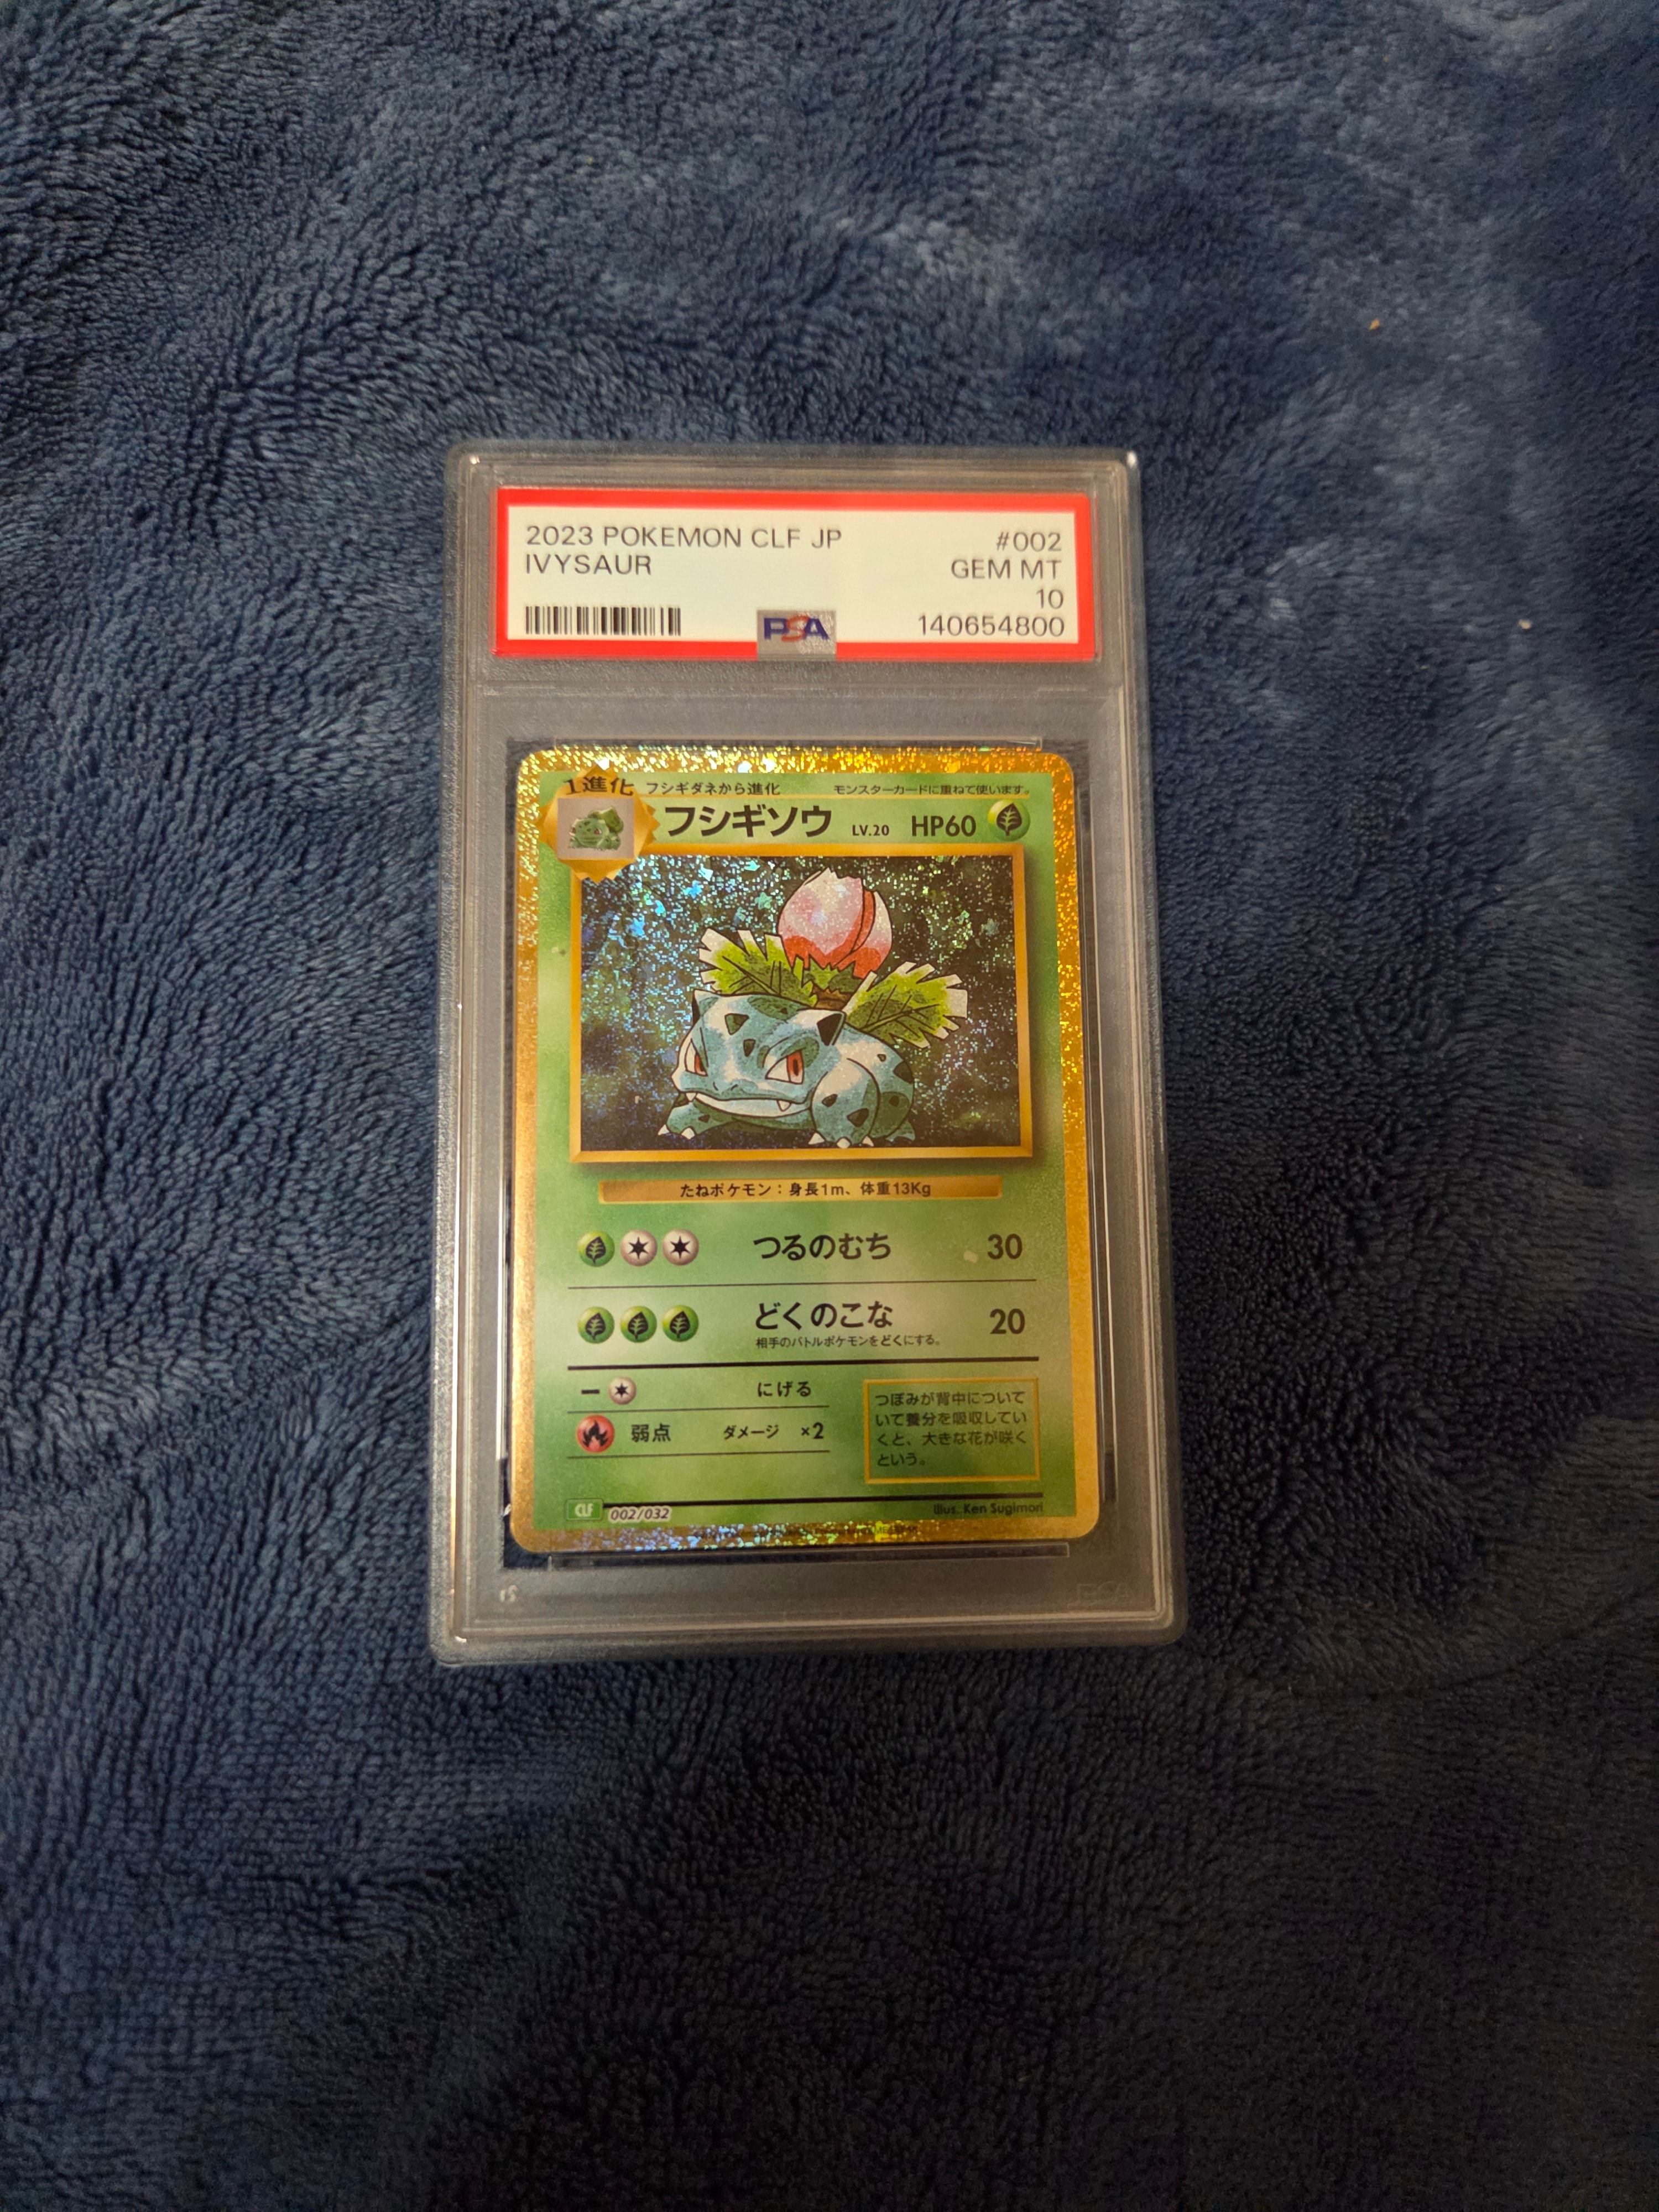 2023 POKEMON CLF JP #002
IVYSAUR GEM MT
10
PSA 140654800
1進化 フシギダネから進化 モンスターカードに重ねて使います。
フシギソウ LV.20 HP60
たねポケモン：身長1m、体重13Kg
つるのむち 30
どくのこな 20
相手のバトルポケモンをどくにする。
にげる
弱点 ダメージ ×2
つぼみが背中について
いて養分を吸収してい
くと、大きな花が咲く
という。
CLF 002/032 Illus. Ken Sugimori
PSA